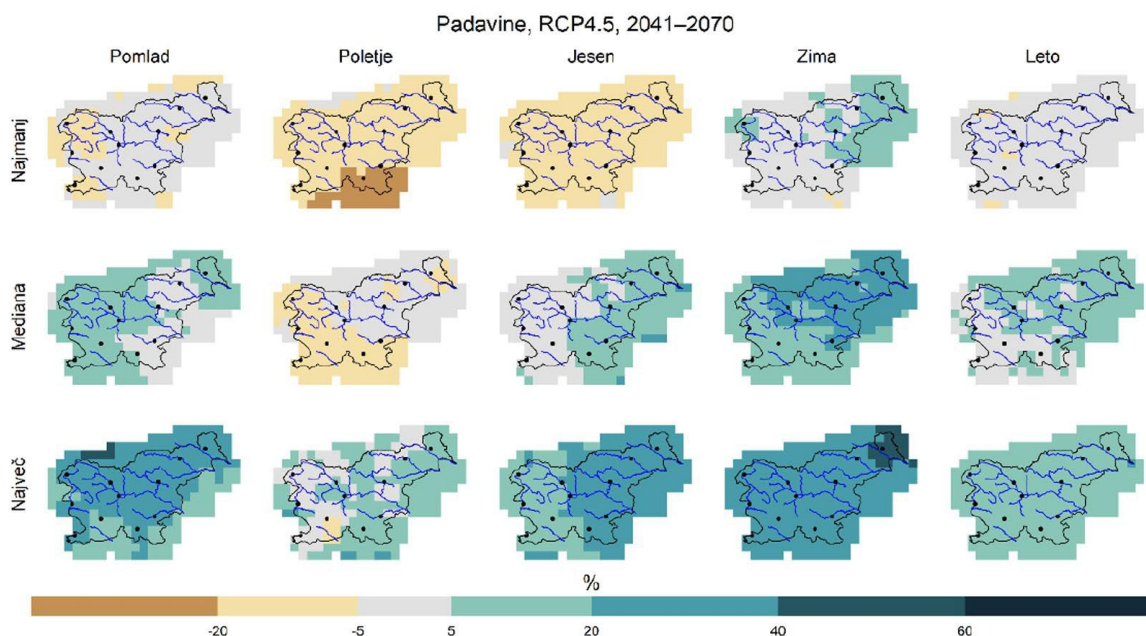 Padavine, RCP4.5, 2041–2070
Pomlad Poletje Jesen Zima Leto
Najmanj
Mediana
Največ
%
-20 -5 5 20 40 60